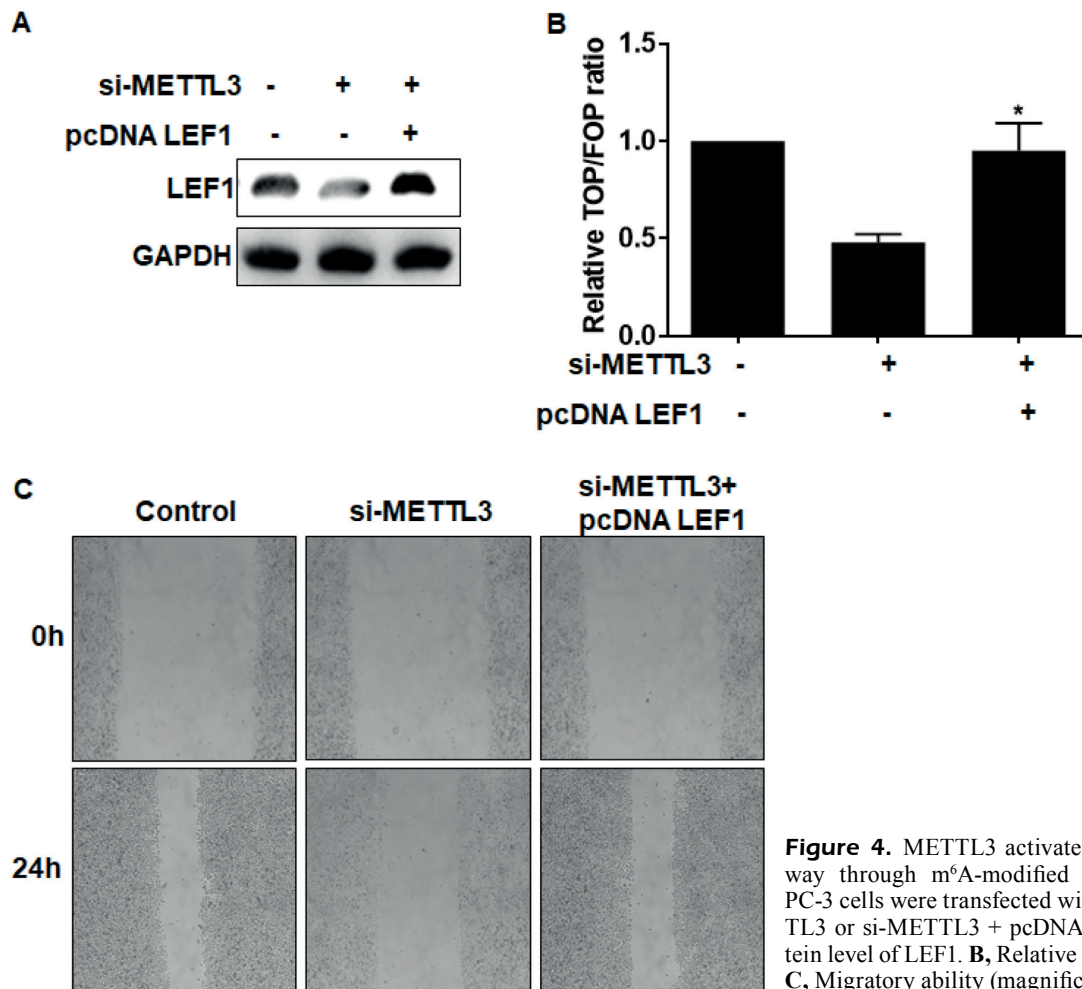 A
si-METTL3 - + +
pcDNA LEF1 - - +
LEF1
GAPDH
B
Relative TOP/FOP ratio
1.5
1.0
0.5
0.0
*
si-METTL3 - + +
pcDNA LEF1 - - +
C
Control
si-METTL3
si-METTL3+
pcDNA LEF1
0h
24h
Figure 4. METTL3 activate
way through m⁶A-modified
PC-3 cells were transfected wi
TL3 or si-METTL3 + pcDNA
tein level of LEF1. B, Relative
C, Migratory ability (magnific